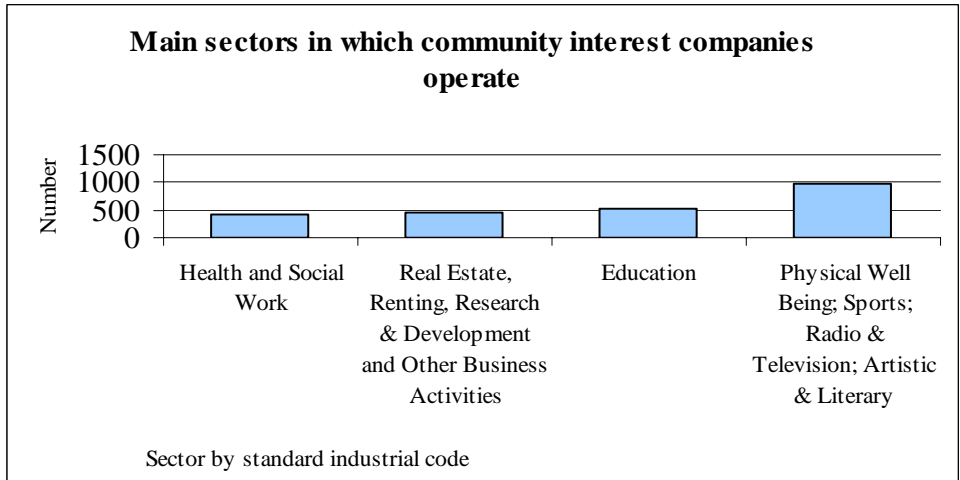 Main sectors in which community interest companies
operate
Number
1500
1000
500
0
Health and Social
Work
Real Estate,
Renting, Research
& Development
and Other Business
Activities
Education
Physical Well
Being; Sports;
Radio &
Television; Artistic
& Literary
Sector by standard industrial code